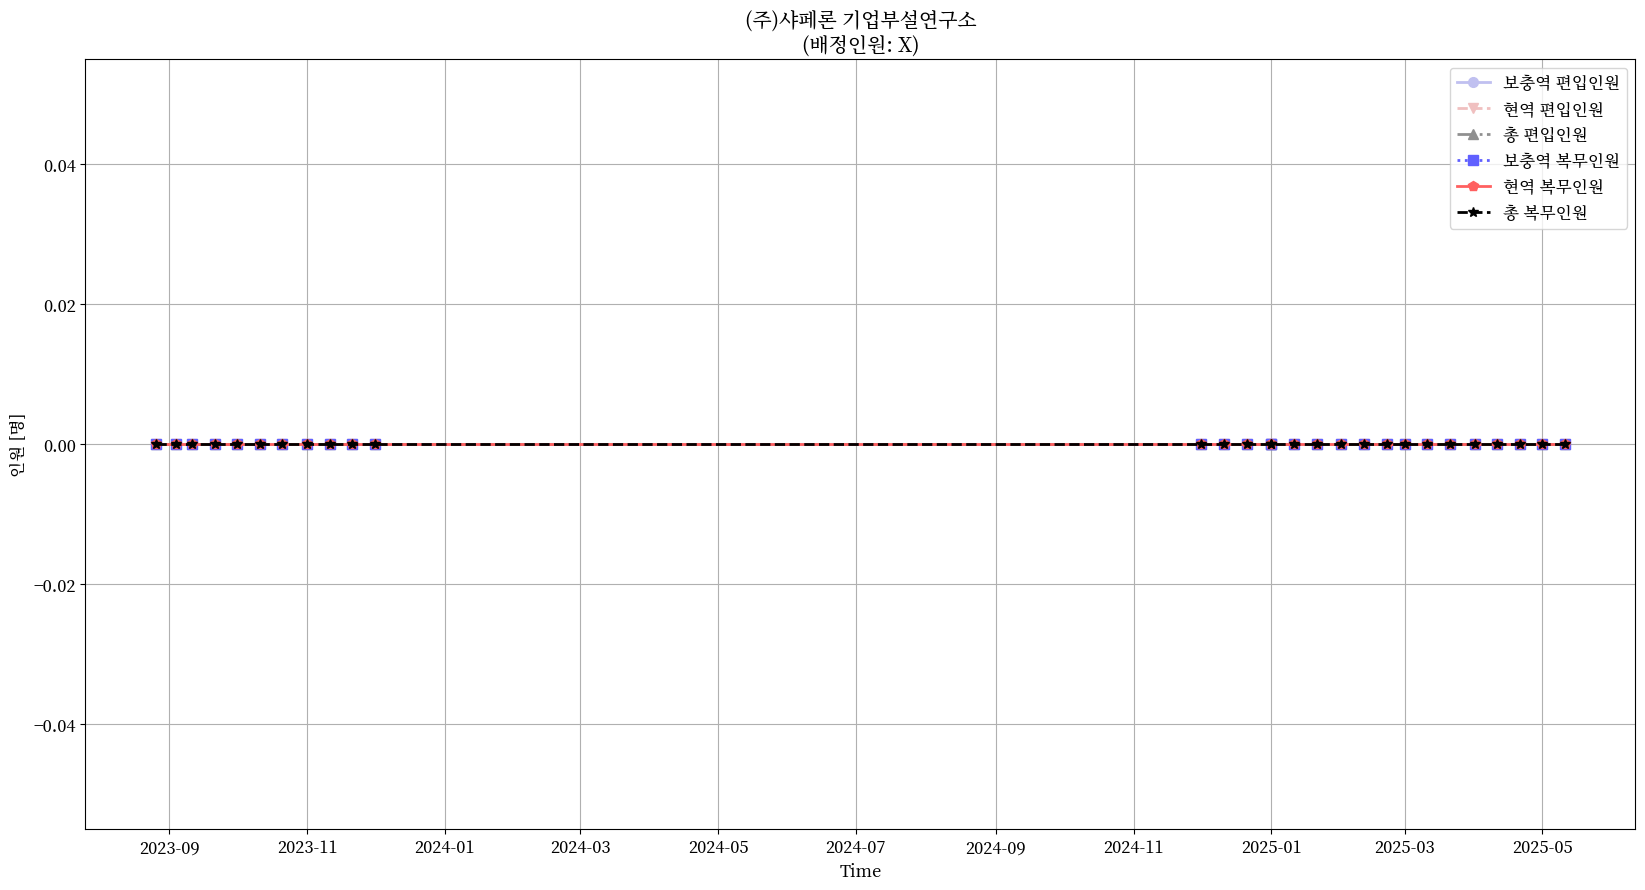 (주)샤페론 기업부설연구소
(배정인원: X)
보충역 편입인원
현역 편입인원
총 편입인원
보충역 복무인원
현역 복무인원
총 복무인원
인원 [명]
0.04
0.02
0.00
−0.02
−0.04
2023-09 2023-11 2024-01 2024-03 2024-05 2024-07 2024-09 2024-11 2025-01 2025-03 2025-05
Time